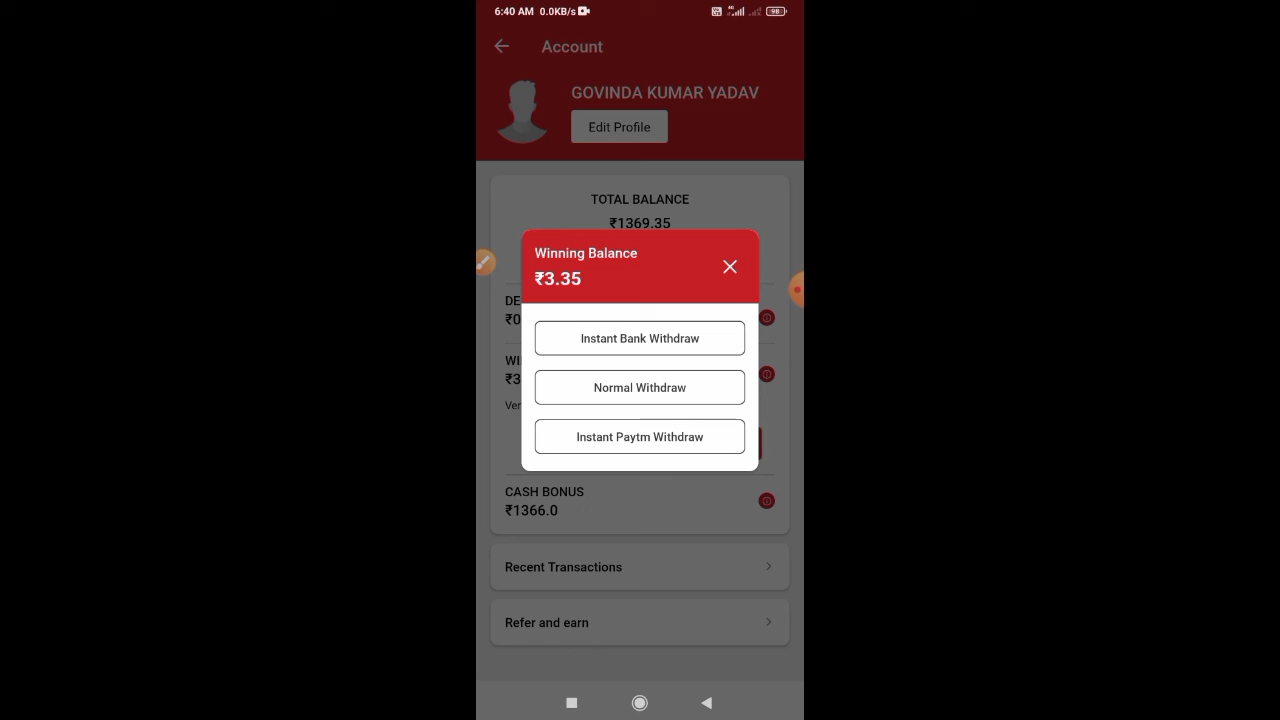 6:40 AM 0.0KB/s
4G
98
Account
GOVINDA KUMAR YADAV
Edit Profile
TOTAL BALANCE
₹1369.35
Winning Balance
₹3.35
DE
₹0
Instant Bank Withdraw
WI
₹3
Normal Withdraw
Ver
Instant Paytm Withdraw
CASH BONUS
₹1366.0
Recent Transactions
Refer and earn